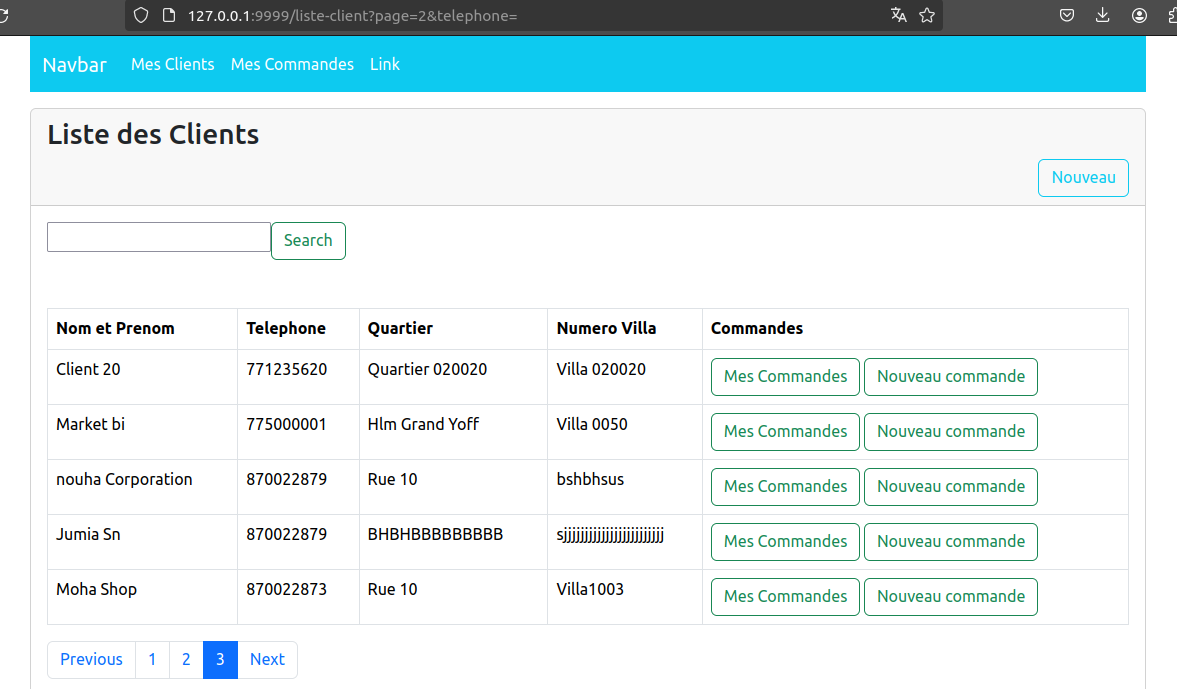 127.0.0.1:9999/liste-client?page=2&telephone=
Navbar Mes Clients Mes Commandes Link
Liste des Clients
Nouveau
Search
Nom et Prenom Telephone Quartier Numero Villa Commandes
Client 20 771235620 Quartier 020020 Villa 020020 Mes Commandes Nouveau commande
Market bi 775000001 Hlm Grand Yoff Villa 0050 Mes Commandes Nouveau commande
nouha Corporation 870022879 Rue 10 bshbhsus Mes Commandes Nouveau commande
Jumia Sn 870022879 BHBHBBBBBBBBB Mes Commandes Nouveau commande
Moha Shop 870022873 Rue 10 Villa1003 Mes Commandes Nouveau commande
Previous 1 2 3 Next